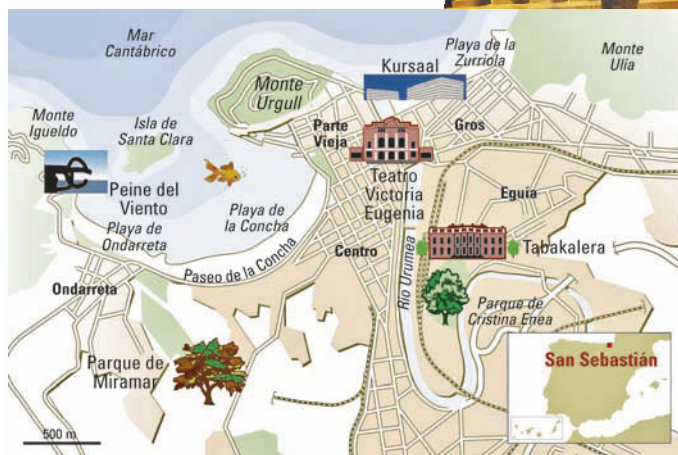 Mar
Cantábrico
Monte
Igueldo
Isla de
Santa Clara
Monte
Urgull
Kursaal
Playa de la
Zurriola
Monte
Ulía
Parte
Vieja
Gros
Peine del
Viento
Teatro
Victoria
Eugenia
Playa de
la Concha
Playa de
Ondarreta
Paseo de la Concha
Centro
Eguía
Río Urumea
Tabakalera
Ondarreta
Parque de
Cristina Enea
Parque de
Miramar
San Sebastián
500 m